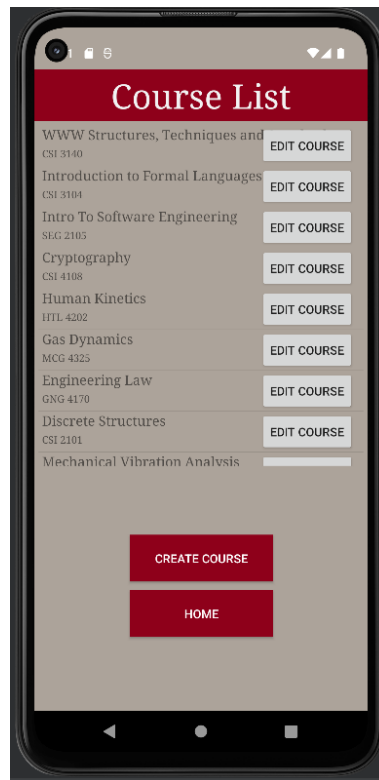 Course List
WWW Structures, Techniques and
EDIT COURSE
CSI 3140
Introduction to Formal Languages
EDIT COURSE
CSI 3104
Intro To Software Engineering
EDIT COURSE
SEG 2105
Cryptography
EDIT COURSE
CSI 4108
Human Kinetics
EDIT COURSE
HTL 4202
Gas Dynamics
EDIT COURSE
MCG 4325
Engineering Law
EDIT COURSE
GNG 4170
Discrete Structures
EDIT COURSE
CSI 2101
Mechanical Vibration Analysis
CREATE COURSE
HOME